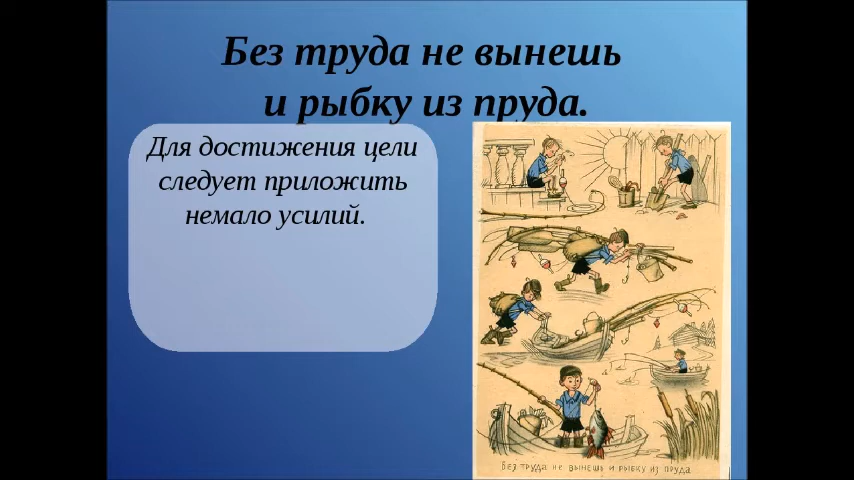 Без труда не вынешь
и рыбку из пруда.
Для достижения цели
следует приложить
немало усилий.
Без труда не вынешь и рыбку из пруда